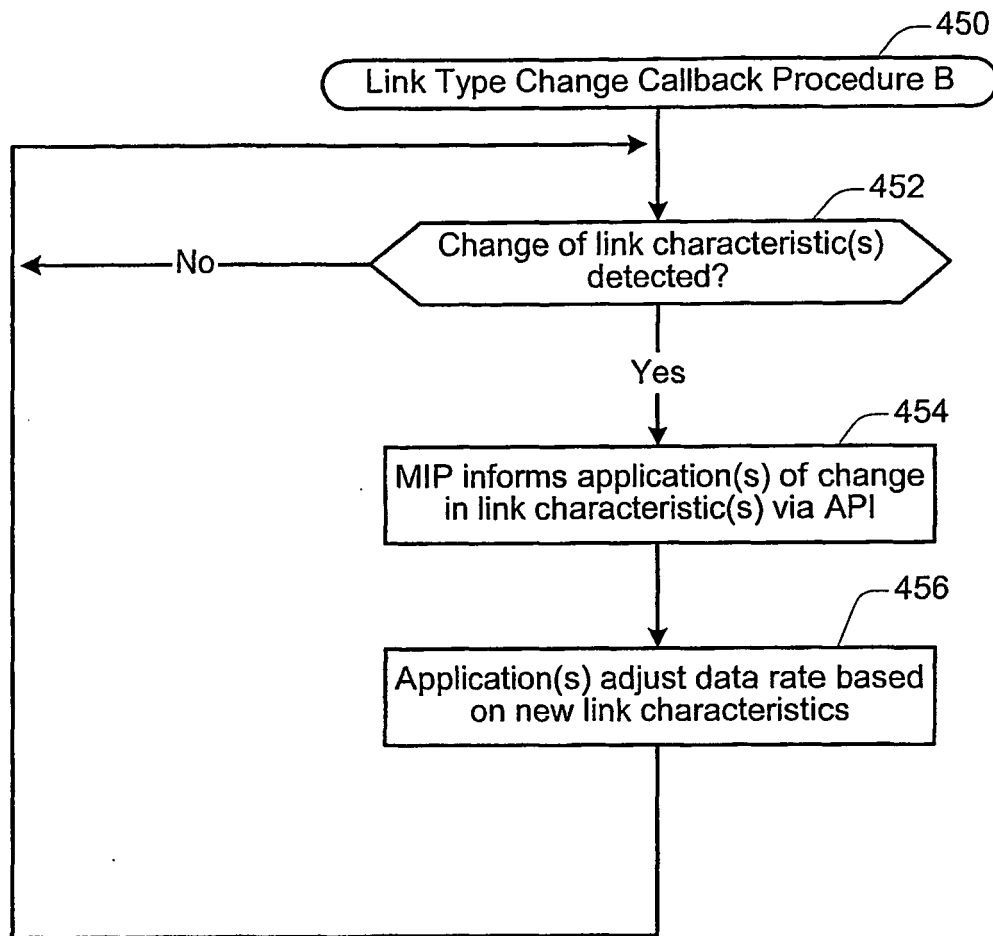 450
Link Type Change Callback Procedure B
452
Change of link characteristic(s)
detected?
No
Yes
454
MIP informs application(s) of change
in link characteristic(s) via API
456
Application(s) adjust data rate based
on new link characteristics